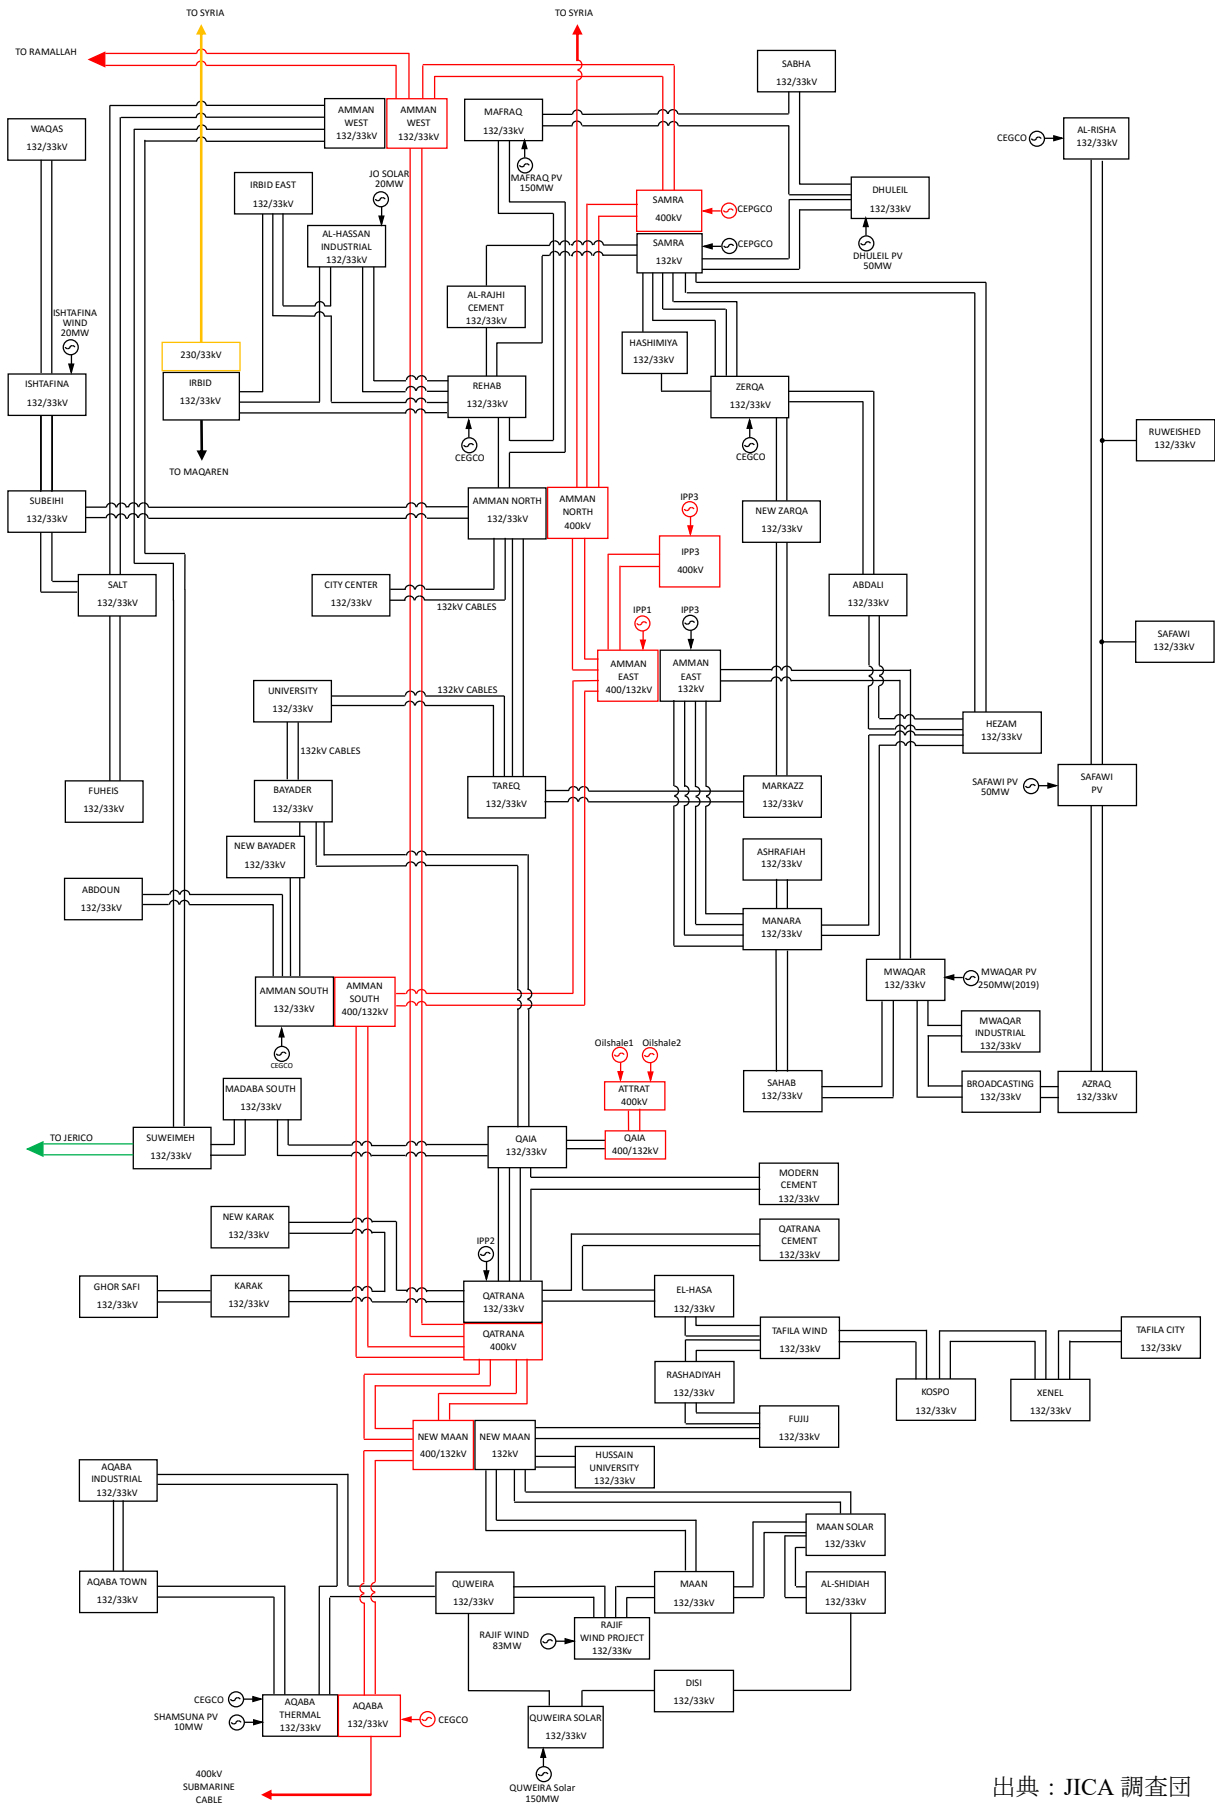 TO SYRIA
TO SYRIA
TO RAMALLAH
SABHA
132/33kV
AMMAN
WEST
132/33kV
AMMAN
WEST
132/33kV
MAFRAQ
132/33kV
WAQAS
132/33kV
CEGCO
AL-RISHA
132/33kV
MAFRAQ PV
150MW
JO SOLAR
20MW
IRBID EAST
132/33kV
DHULEIL
132/33kV
SAMRA
400kV
CEPGCO
AL-HASSAN
INDUSTRIAL
132/33kV
SAMRA
132kV
CEPGCO
DHULEIL PV
50MW
AL-RAJHI
CEMENT
132/33kV
ISHTAFINA
WIND
20MW
HASHIMIYA
132/33kV
230/33kV
IRBID
132/33kV
ISHTAFINA
132/33kV
REHAB
132/33kV
ZERQA
132/33kV
RUWEISHED
132/33kV
CEGCO
CEGCO
TO MAQAREN
SUBEIHI
132/33kV
AMMAN NORTH
132/33kV
AMMAN
NORTH
400kV
IPP3
NEW ZARQA
132/33kV
IPP3
400kV
SALT
132/33kV
CITY CENTER
132/33kV
132kV CABLES
ABDALI
132/33kV
IPP1
IPP3
SAFAWI
132/33kV
AMMAN
EAST
400/132kV
AMMAN
EAST
132kV
UNIVERSITY
132/33kV
132kV CABLES
HEZAM
132/33kV
132kV CABLES
FUHEIS
132/33kV
BAYADER
132/33kV
TAREQ
132/33kV
MARKAZZ
132/33kV
SAFAWI PV
50MW
SAFAWI
PV
NEW BAYADER
132/33kV
ASHRAFIAH
132/33kV
ABDOUN
132/33kV
MANARA
132/33kV
AMMAN SOUTH
132/33kV
AMMAN
SOUTH
400/132kV
MWAQAR
132/33kV
MWAQAR PV
250MW(2019)
CEGCO
Oilshale1
Oilshale2
MWAQAR
INDUSTRIAL
132/33kV
MADABA SOUTH
132/33kV
ATTRAT
400kV
SAHAB
132/33kV
BROADCASTING
132/33kV
AZRAQ
132/33kV
TO JERICO
SUWEIMEH
132/33kV
QAIA
132/33kV
QAIA
400/132kV
MODERN
CEMENT
132/33kV
NEW KARAK
132/33kV
QATRANA
CEMENT
132/33kV
IPP2
GHOR SAFI
132/33kV
KARAK
132/33kV
QATRANA
132/33kV
EL-HASA
132/33kV
QATRANA
400kV
TAFILA WIND
132/33kV
TAFILA CITY
132/33kV
RASHADIYAH
132/33kV
KOSPO
132/33kV
XENEL
132/33kV
NEW MAAN
400/132kV
NEW MAAN
132kV
FUJIJ
132/33kV
AQABA
INDUSTRIAL
132/33kV
HUSSAIN
UNIVERSITY
132/33kV
MAAN SOLAR
132/33kV
AQABA TOWN
132/33kV
QUWEIRA
132/33kV
MAAN
132/33kV
AL-SHIDIAH
132/33kV
RAJIF WIND
83MW
RAJIF
WIND PROJECT
132/33Kv
DISI
132/33kV
CEGCO
SHAMSUNA PV
10MW
AQABA
THERMAL
132/33kV
AQABA
132/33kV
CEGCO
QUWEIRA SOLAR
132/33kV
400kV
SUBMARINE
CABLE
QUWEIRA Solar
150MW
出典：JICA 調査団